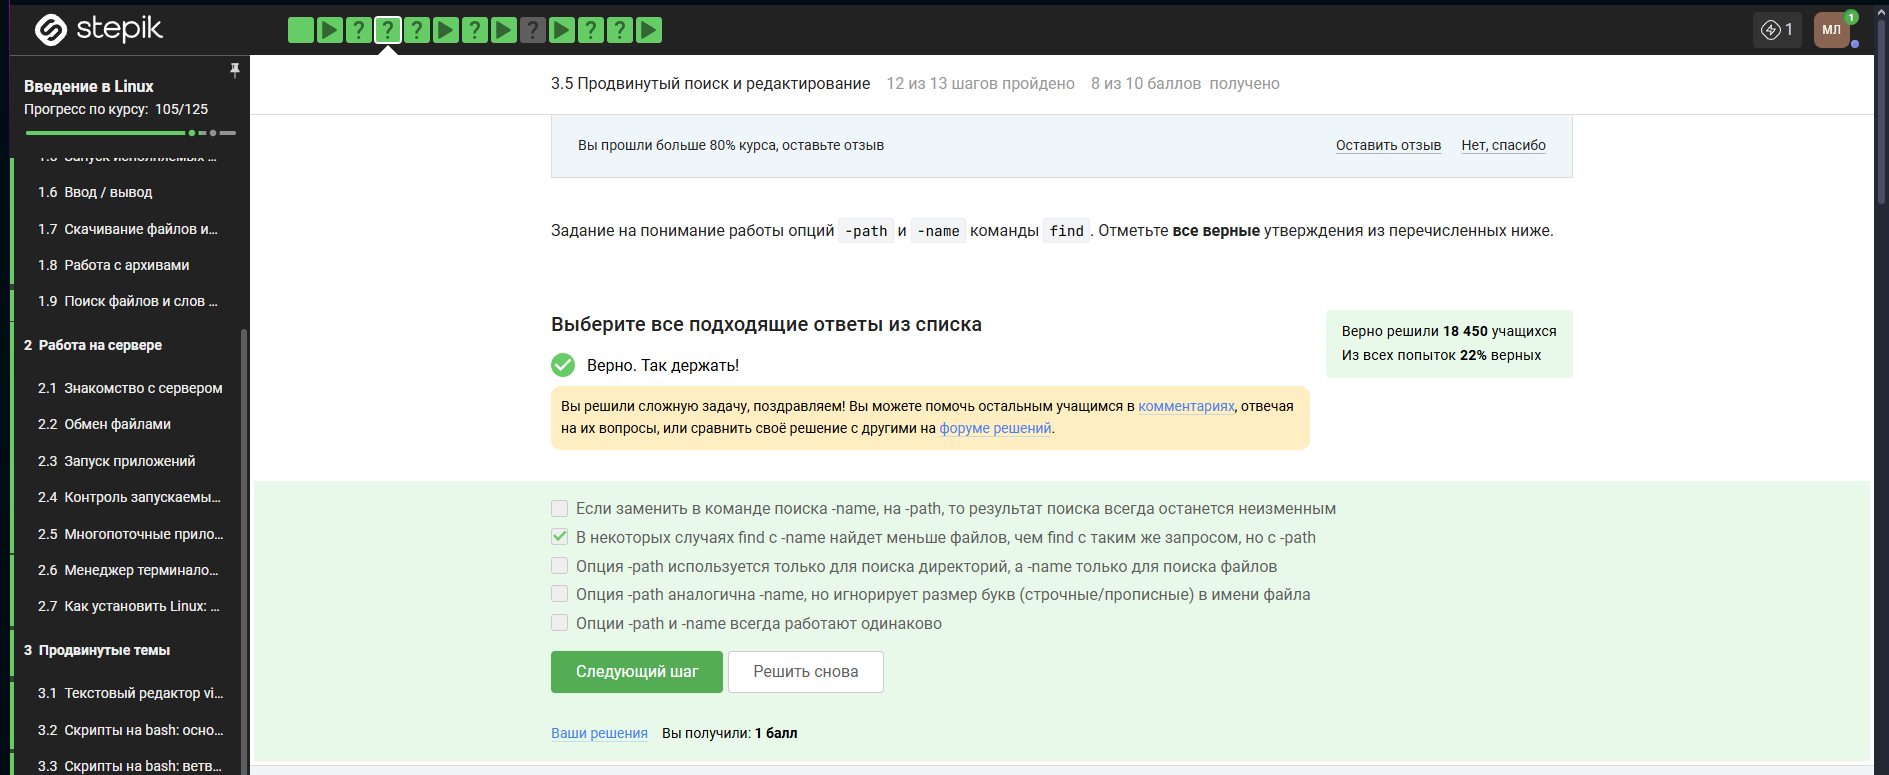 stepik
? ? ? ? ? ? ?
1
МЛ
1
Введение в Linux
Прогресс по курсу: 105/125
1.5 Запуск исполняемых ...
1.6 Ввод / вывод
1.7 Скачивание файлов и...
1.8 Работа с архивами
1.9 Поиск файлов и слов ...
2 Работа на сервере
2.1 Знакомство с сервером
2.2 Обмен файлами
2.3 Запуск приложений
2.4 Контроль запускаемы...
2.5 Многопоточные прило...
2.6 Менеджер терминало...
2.7 Как установить Linux: ...
3 Продвинутые темы
3.1 Текстовый редактор vi...
3.2 Скрипты на bash: осно...
3.3 Скрипты на bash: ветв...
3.5 Продвинутый поиск и редактирование 12 из 13 шагов пройдено 8 из 10 баллов получено
Вы прошли больше 80% курса, оставьте отзыв Оставить отзыв Нет, спасибо
Задание на понимание работы опций -path и -name команды find. Отметьте все верные утверждения из перечисленных ниже.
Выберите все подходящие ответы из списка
Верно. Так держать!
Верно решили 18 450 учащихся
Из всех попыток 22% верных
Вы решили сложную задачу, поздравляем! Вы можете помочь остальным учащимся в комментариях, отвечая
на их вопросы, или сравнить своё решение с другими на форуме решений.
Если заменить в команде поиска -name, на -path, то результат поиска всегда останется неизменным
В некоторых случаях find с -name найдет меньше файлов, чем find с таким же запросом, но с -path
Опция -path используется только для поиска директорий, а -name только для поиска файлов
Опция -path аналогична -name, но игнорирует размер букв (строчные/прописные) в имени файла
Опции -path и -name всегда работают одинаково
Следующий шаг Решить снова
Ваши решения Вы получили: 1 балл